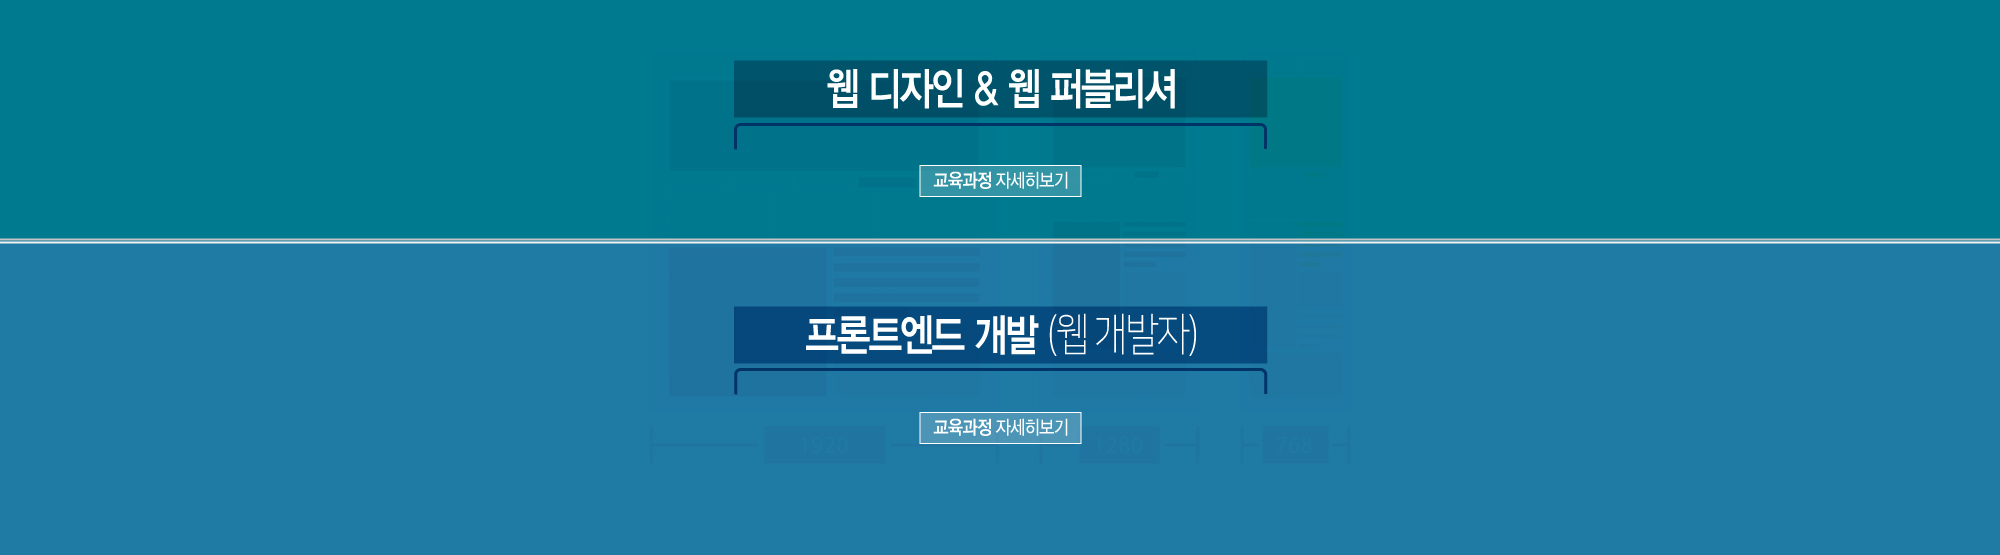 웹 디자인 & 웹 퍼블리셔
교육과정 자세히보기
프론트엔드 개발 (웹 개발자)
교육과정 자세히보기
1920 1280 768